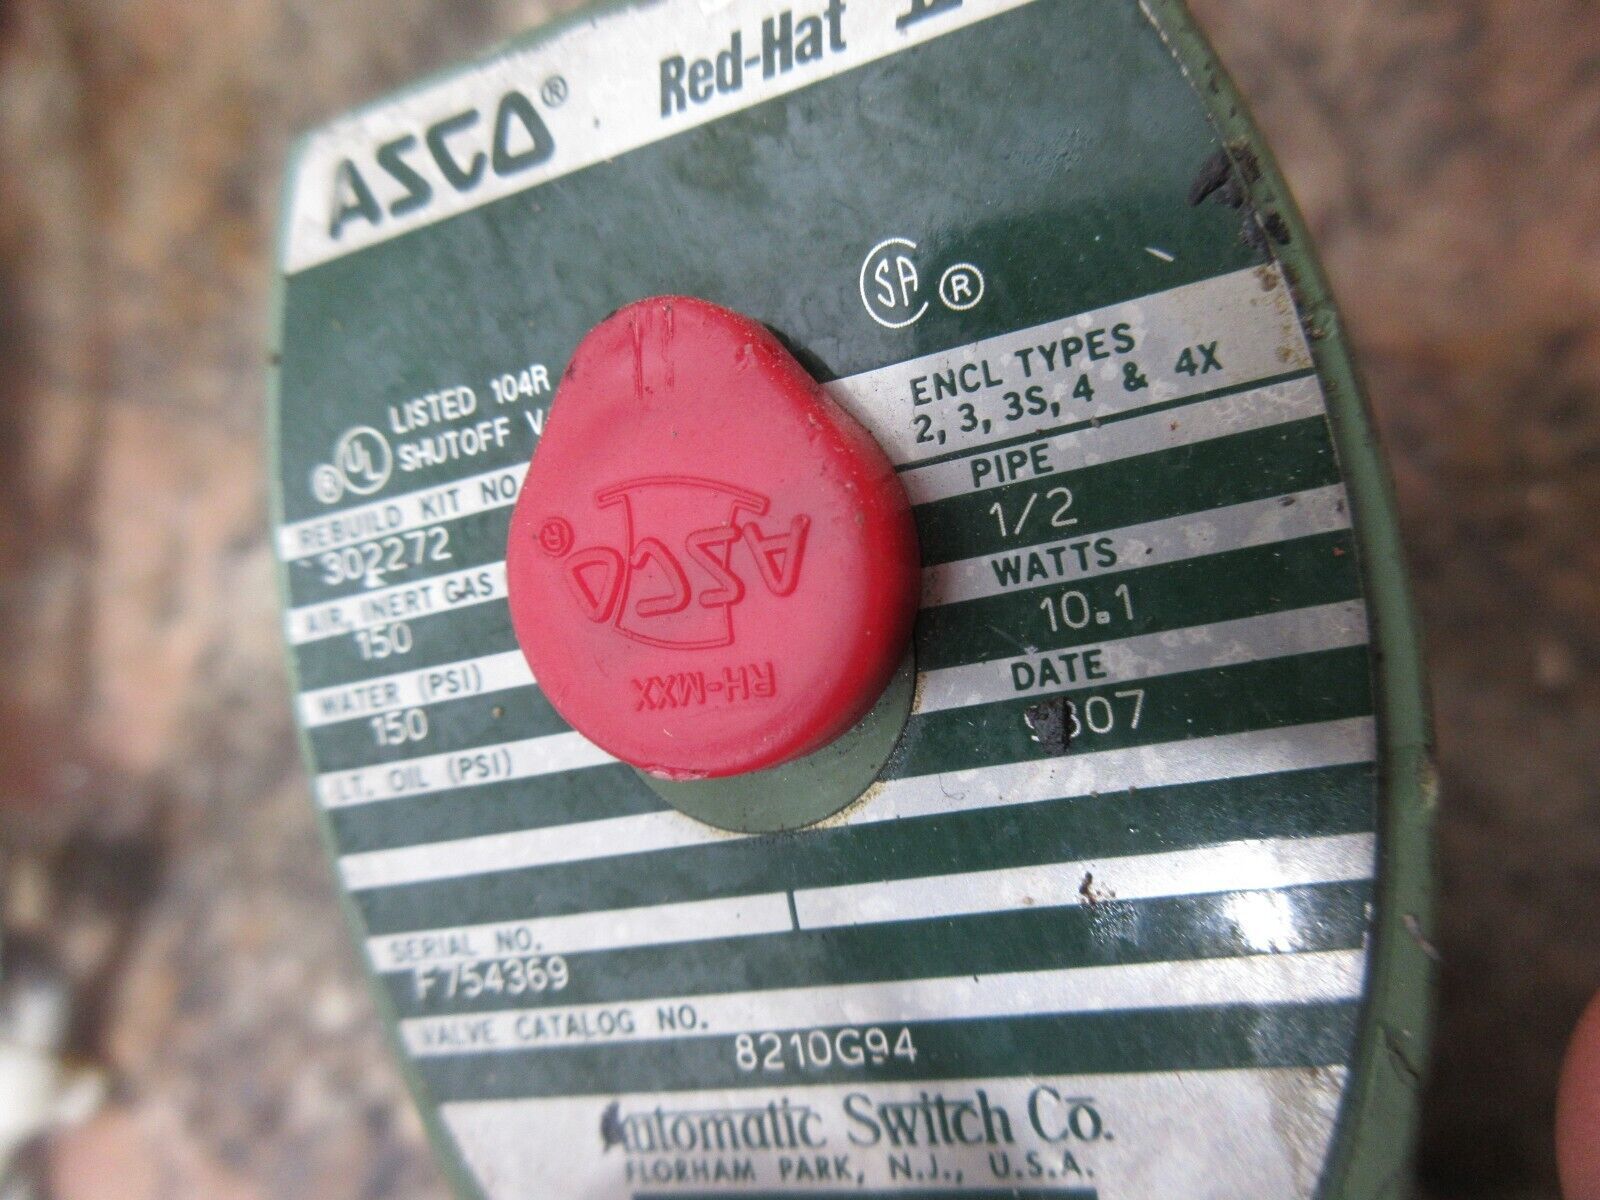 ASCO® Red-Hat II
SA ®
® UL LISTED 104R
SHUTOFF
ENCL TYPES
2, 3, 3S, 4 & 4X
REBUILD KIT NO
302272
AIR, INERT GAS
150
WATER (PSI)
150
LT. OIL (PSI)
PIPE
1/2
WATTS
10.1
DATE
ASCO®
RH-MXX
SERIAL NO.
F754369
VALVE CATALOG NO.
8210G94
Automatic Switch Co.
FLORHAM PARK, N.J., U.S.A.